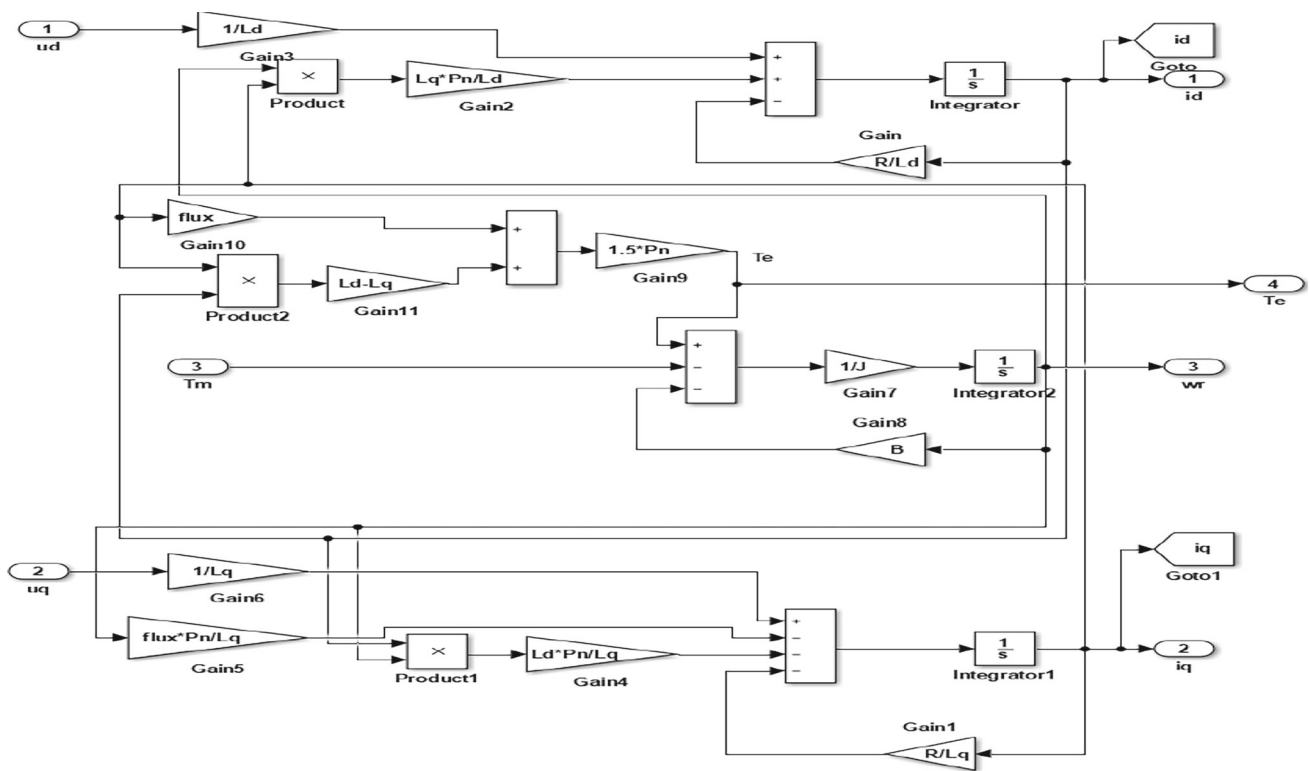 1
ud
1/Ld
Gain3
×
Product
Lq*Pn/Ld
Gain2
+
+
−
1
s
Integrator
id
Goto
1
id
Gain
R/Ld
flux
Gain10
×
Product2
Ld-Lq
Gain11
+
+
1.5*Pn
Gain9
Te
4
Te
3
Tm
+
−
−
1/J
Gain7
1
s
Integrator2
3
wr
Gain8
B
2
uq
1/Lq
Gain6
flux*Pn/Lq
Gain5
×
Product1
Ld*Pn/Lq
Gain4
+
−
−
−
1
s
Integrator1
iq
Goto1
2
iq
Gain1
R/Lq